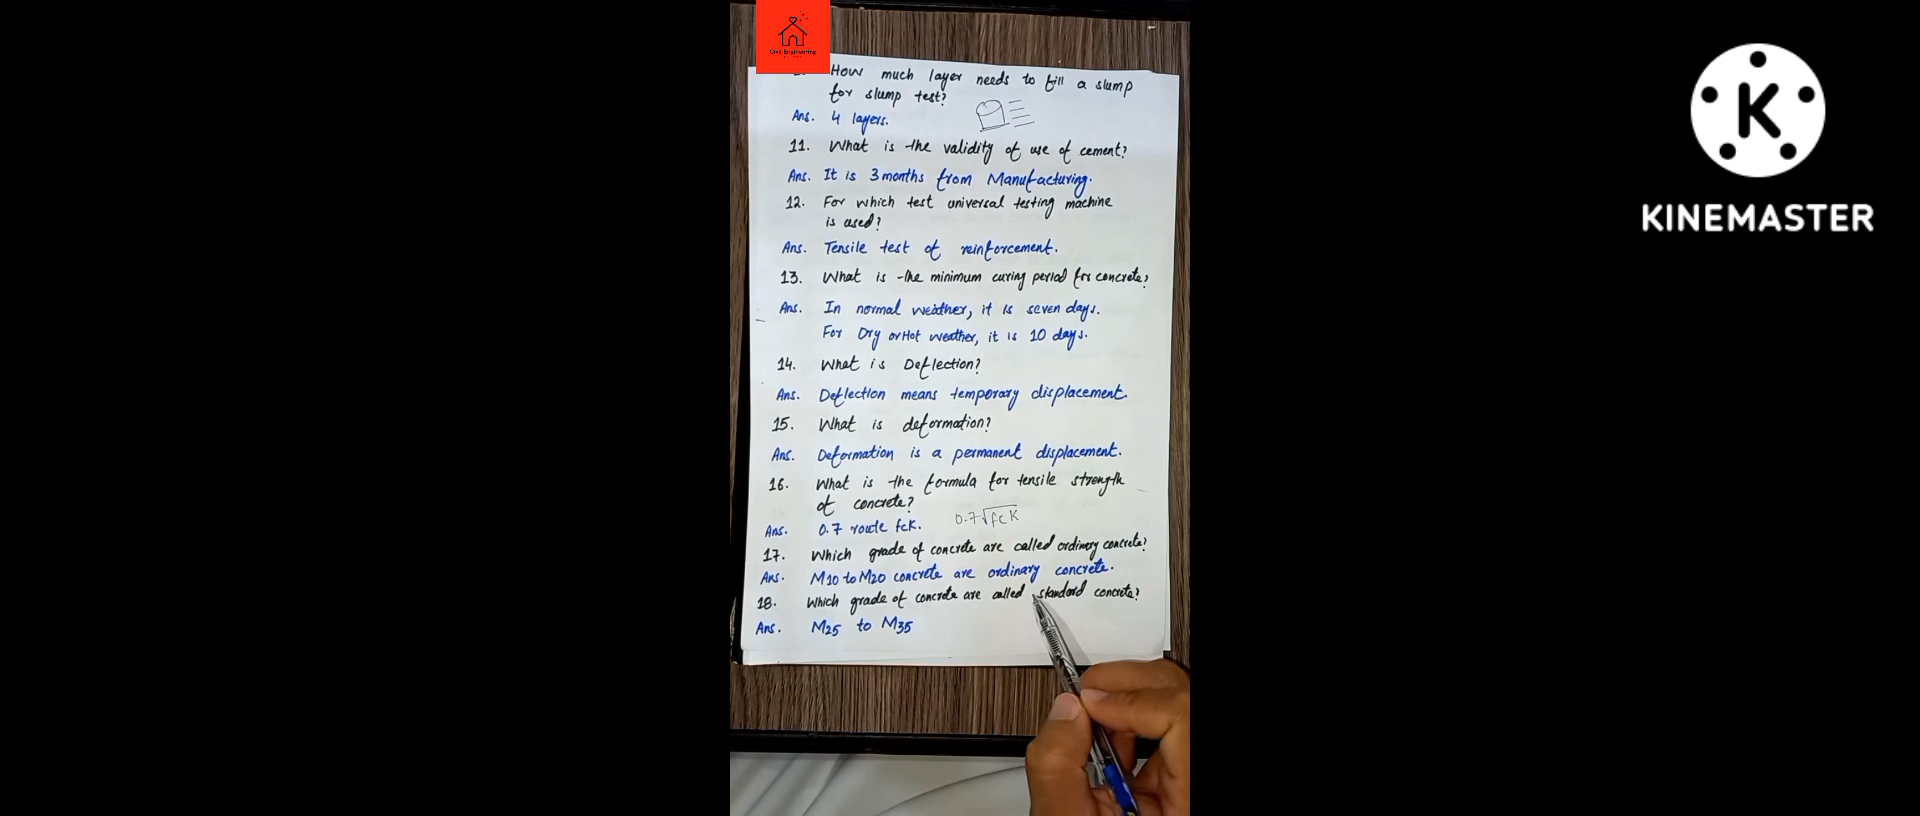 Civil Engineering
How much layer needs to fill a slump
for slump test?
Ans. 4 layers.
11. What is the validity of use of cement?
Ans. It is 3 months from Manufacturing.
12. For which test universal testing machine
is used?
Ans. Tensile test of reinforcement.
13. What is the minimum curing period for concrete?
Ans. In normal weather, it is seven days.
For Dry or Hot weather, it is 10 days.
14. What is Deflection?
Ans. Deflection means temporary displacement.
15. What is deformation?
Ans. Deformation is a permanent displacement.
16. What is the formula for tensile strength
of concrete?
Ans. 0.7 route fck. 0.7√fcK
17. Which grade of concrete are called ordinary concrete?
Ans. M10 to M20 concrete are ordinary concrete.
18. Which grade of concrete are called standard concrete?
Ans. M25 to M35
K
KINEMASTER